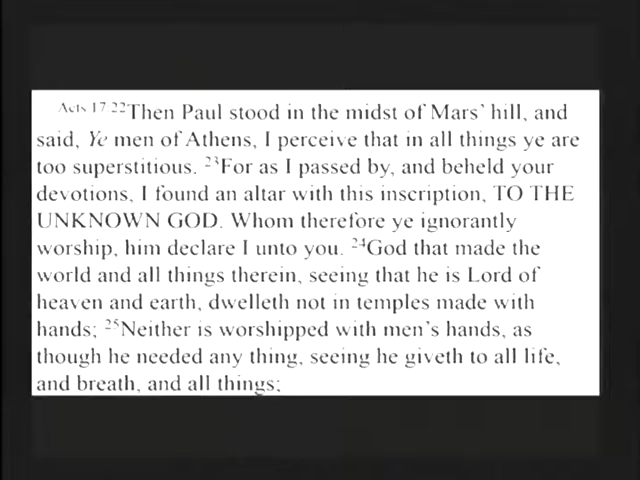 Acts 17:22Then Paul stood in the midst of Mars' hill, and
said, Ye men of Athens, I perceive that in all things ye are
too superstitious. 23For as I passed by, and beheld your
devotions, I found an altar with this inscription, TO THE
UNKNOWN GOD. Whom therefore ye ignorantly
worship, him declare I unto you. 24God that made the
world and all things therein, seeing that he is Lord of
heaven and earth, dwelleth not in temples made with
hands; 25Neither is worshipped with men's hands, as
though he needed any thing, seeing he giveth to all life,
and breath, and all things;